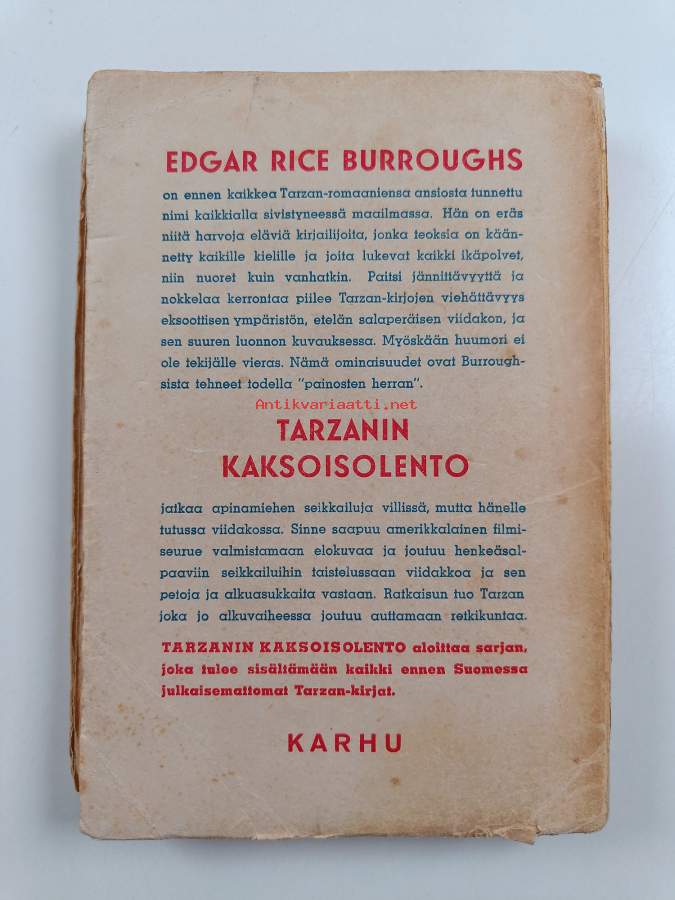 EDGAR RICE BURROUGHS
on ennen kaikkea Tarzan-romaaniensa ansiosta tunnettu
nimi kaikkialla sivistyneessä maailmassa. Hän on eräs
niitä harvoja eläviä kirjailijoita, jonka teoksia on kään-
netty kaikille kielille ja joita lukevat kaikki ikäpolvet,
niin nuoret kuin vanhatkin. Paitsi jännittävyyttä ja
nokkelaa kerrontaa piilee Tarzan-kirjojen viehättävyys
eksoottisen ympäristön, etelän salaperäisen viidakon, ja
sen suuren luonnon kuvauksessa. Myöskään huumori ei
ole tekijälle vieras. Nämä ominaisuudet ovat Burrough-
sista tehneet todella "painosten herran".
Antikvariaatti.net
TARZANIN
KAKSOISOLENTO
jatkaa apinamiehen seikkailuja villissä, mutta hänelle
tutussa viidakossa. Sinne saapuu amerikkalainen filmi-
seurue valmistamaan elokuvaa ja joutuu henkeäsal-
paaviin seikkailuihin taistelussaan viidakkoa ja sen
petoja ja alkuasukkaita vastaan. Ratkaisun tuo Tarzan
joka jo alkuvaiheessa joutuu auttamaan retkikuntaa.
TARZANIN KAKSOISOLENTO aloittaa sarjan,
joka tulee sisältämään kaikki ennen Suomessa
julkaisemattomat Tarzan-kirjat.
KARHU